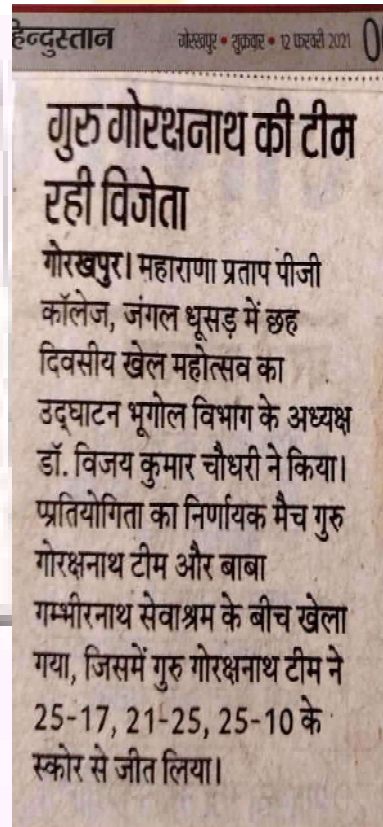 हिन्दुस्तान गोरखपुर • शुक्रवार • 12 फरवरी 2021
गुरु गोरक्षनाथ की टीम
रही विजेता
गोरखपुर। महाराणा प्रताप पीजी
कॉलेज, जंगल धूसड़ में छह
दिवसीय खेल महोत्सव का
उद्घाटन भूगोल विभाग के अध्यक्ष
डॉ. विजय कुमार चौधरी ने किया।
प्प्रतियोगिता का निर्णायक मैच गुरु
गोरक्षनाथ टीम और बाबा
गम्भीरनाथ सेवाश्रम के बीच खेला
गया, जिसमें गुरु गोरक्षनाथ टीम ने
25-17, 21-25, 25-10 के
स्कोर से जीत लिया।